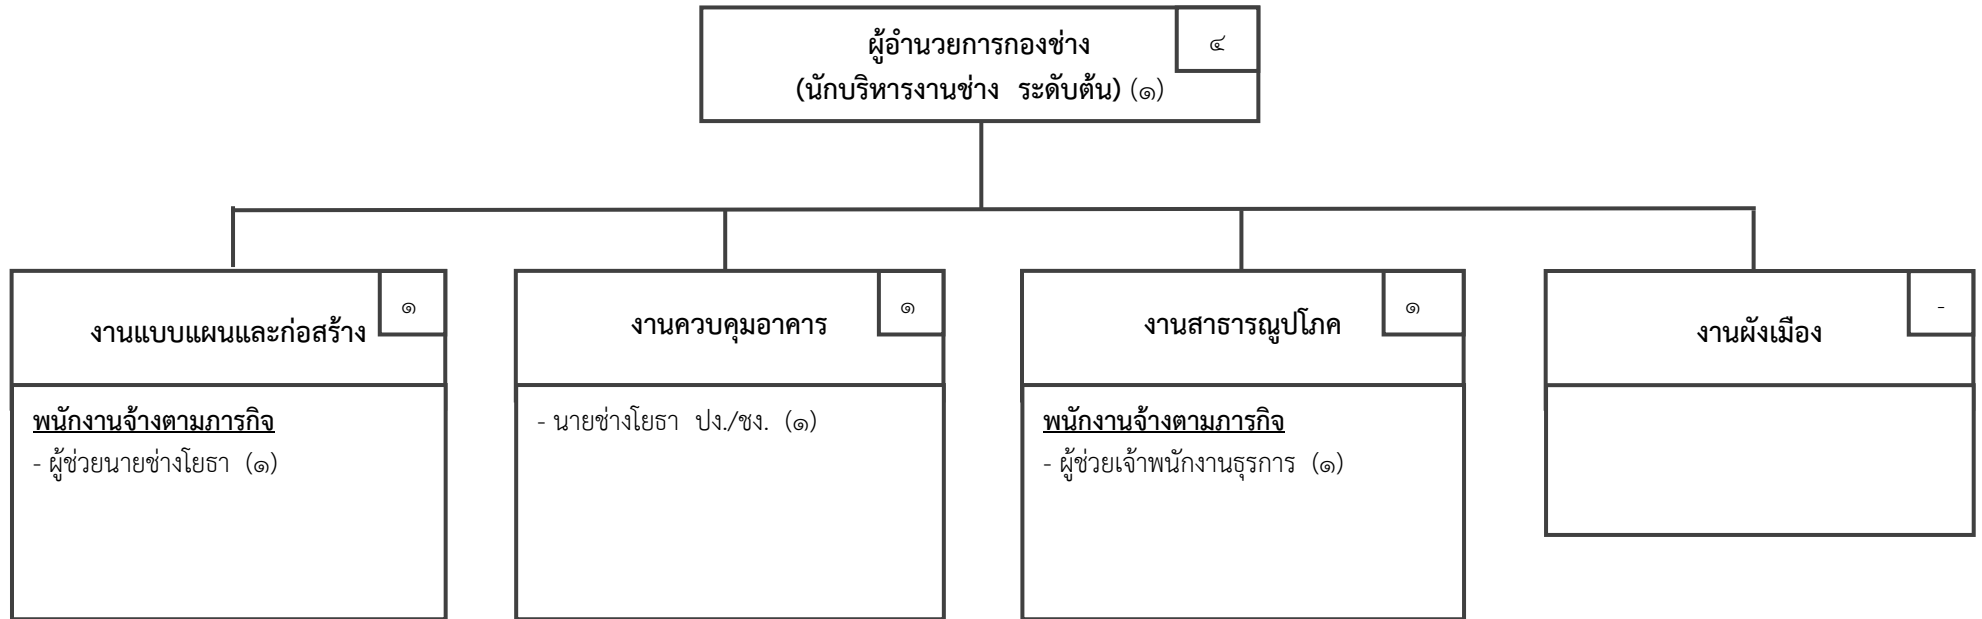 ผู้อำนวยการกองช่าง
(นักบริหารงานช่าง ระดับต้น) (๑)
๔
งานแบบแผนและก่อสร้าง
๑
พนักงานจ้างตามภารกิจ
- ผู้ช่วยนายช่างโยธา (๑)
งานควบคุมอาคาร
๑
- นายช่างโยธา ปง./ชง. (๑)
งานสาธารณูปโภค
๑
พนักงานจ้างตามภารกิจ
- ผู้ช่วยเจ้าพนักงานธุรการ (๑)
งานผังเมือง
-